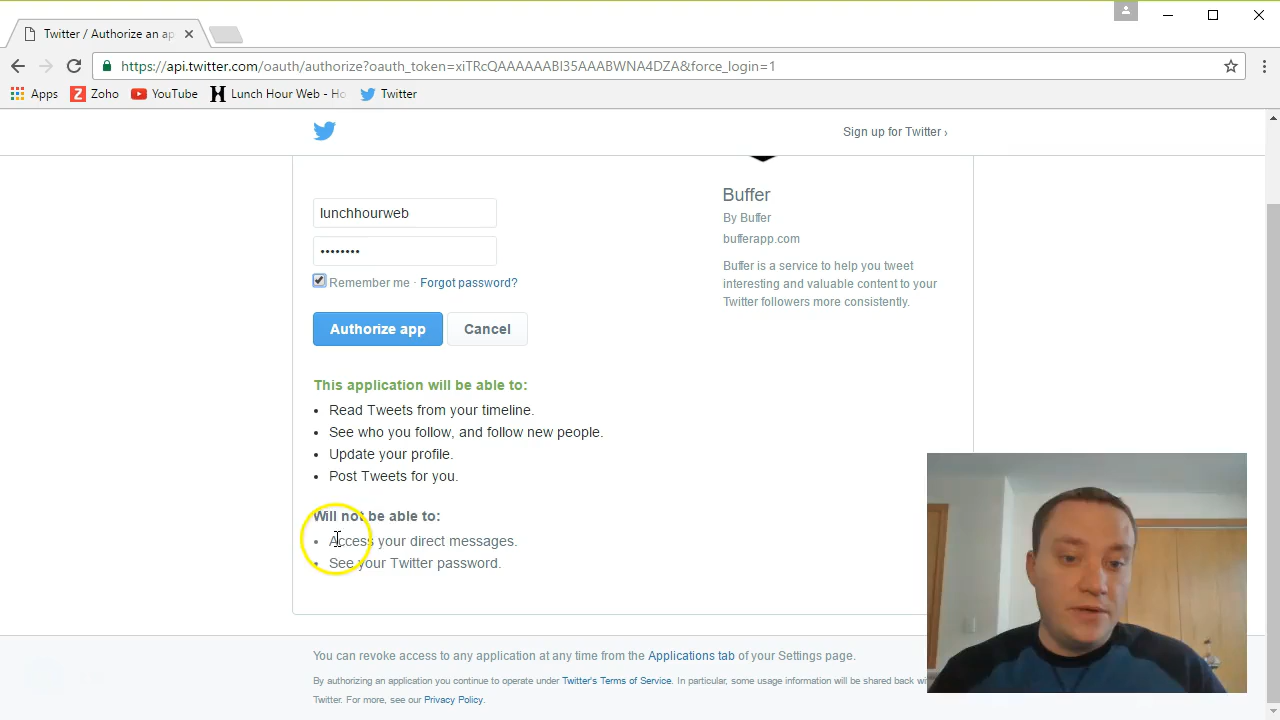 Twitter / Authorize an ap
https://api.twitter.com/oauth/authorize?oauth_token=xiTRcQAAAAAABI35AAABWNA4DZA&force_login=1
Apps Zoho YouTube Lunch Hour Web - Ho Twitter
Sign up for Twitter ›
lunchhourweb
••••••••
Remember me · Forgot password?
Authorize app Cancel
This application will be able to:
• Read Tweets from your timeline.
• See who you follow, and follow new people.
• Update your profile.
• Post Tweets for you.
Will not be able to:
• Access your direct messages.
• See your Twitter password.
Buffer
By Buffer
bufferapp.com
Buffer is a service to help you tweet
interesting and valuable content to your
Twitter followers more consistently.
You can revoke access to any application at any time from the Applications tab of your Settings page.
By authorizing an application you continue to operate under Twitter's Terms of Service. In particular, some usage information will be shared back wi
Twitter. For more, see our Privacy Policy.